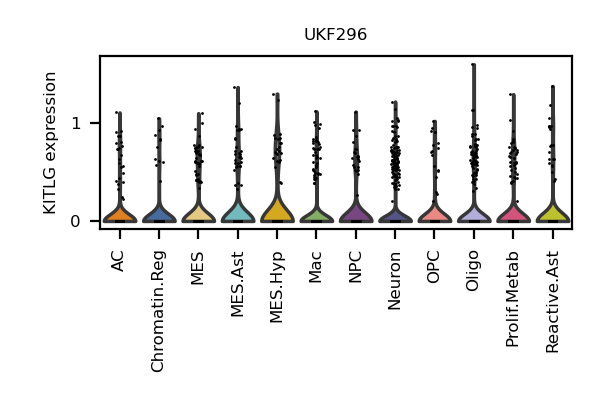 UKF296
KITLG expression
1
0
AC
Chromatin.Reg
MES
MES.Ast
MES.Hyp
Mac
NPC
Neuron
OPC
Oligo
Prolif.Metab
Reactive.Ast